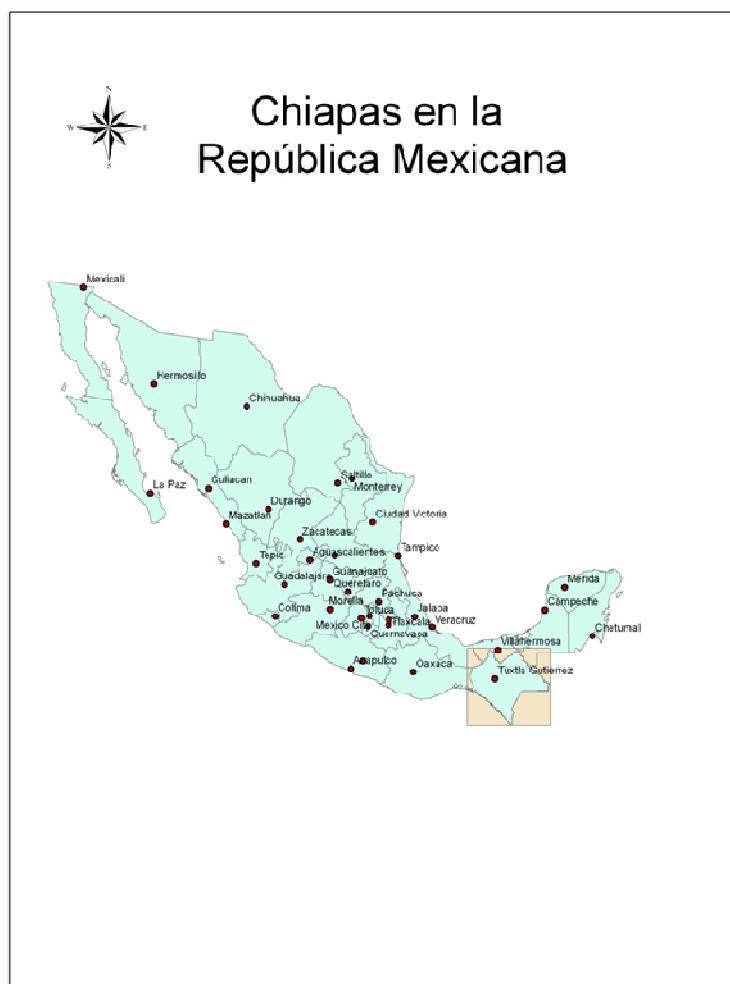 N
W E
S
Chiapas en la
República Mexicana
Mexicali
Hermosillo
Chihuahua
La Paz
Culiacan
Saltillo
Monterrey
Durango
Mazatlan
Ciudad Victoria
Zacatecas
Tampico
Tepic
Aguascalientes
Guadalajara
Guanajuato
Queretaro
Merida
Pachuca
Campeche
Colima
Morelia
Toluca
Jalapa
Mexico City
Tlaxcala
Veracruz
Cuernavaca
Chetumal
Villahermosa
Acapulco
Oaxaca
Tuxtla Gutierrez